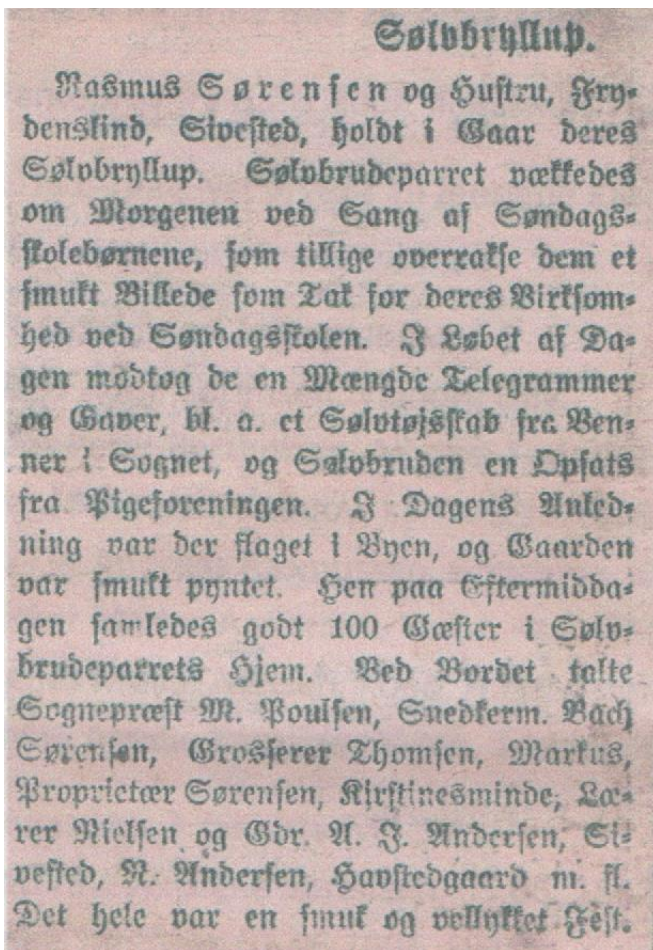 Sølvbryllup.
Rasmus Sørensen og Hustru, Fry-
denslind, Sivested, holdt i Gaar deres
Sølvbryllup. Sølvbrudeparret vækkedes
om Morgenen ved Sang af Søndags-
skolebørnene, som tillige overrakse dem et
smukt Billede som Tak for deres Virksom-
hed ved Søndagsskolen. I Løbet af Da-
gen modtog de en Mængde Telegrammer
og Gaver, bl. a. et Sølvtøjsskab fra Ven-
ner i Sognet, og Sølvbruden en Opsats
fra Pigeforeningen. I Dagens Anled-
ning var der flaget i Byen, og Gaarden
var smukt pyntet. Hen paa Eftermidda-
gen samledes godt 100 Gæster i Sølv-
brudeparrets Hjem. Ved Bordet talte
Sognepræst M. Poulsen, Snedkerm. Bach
Sørensen, Grosserer Thomsen, Markus,
Proprietær Sørensen, Kirstinesminde, Læ-
rer Nielsen og Gdr. A. J. Andersen, Si-
vested, N. Andersen, Havstedgaard m. fl.
Det hele var en smuk og vellykket Fest.